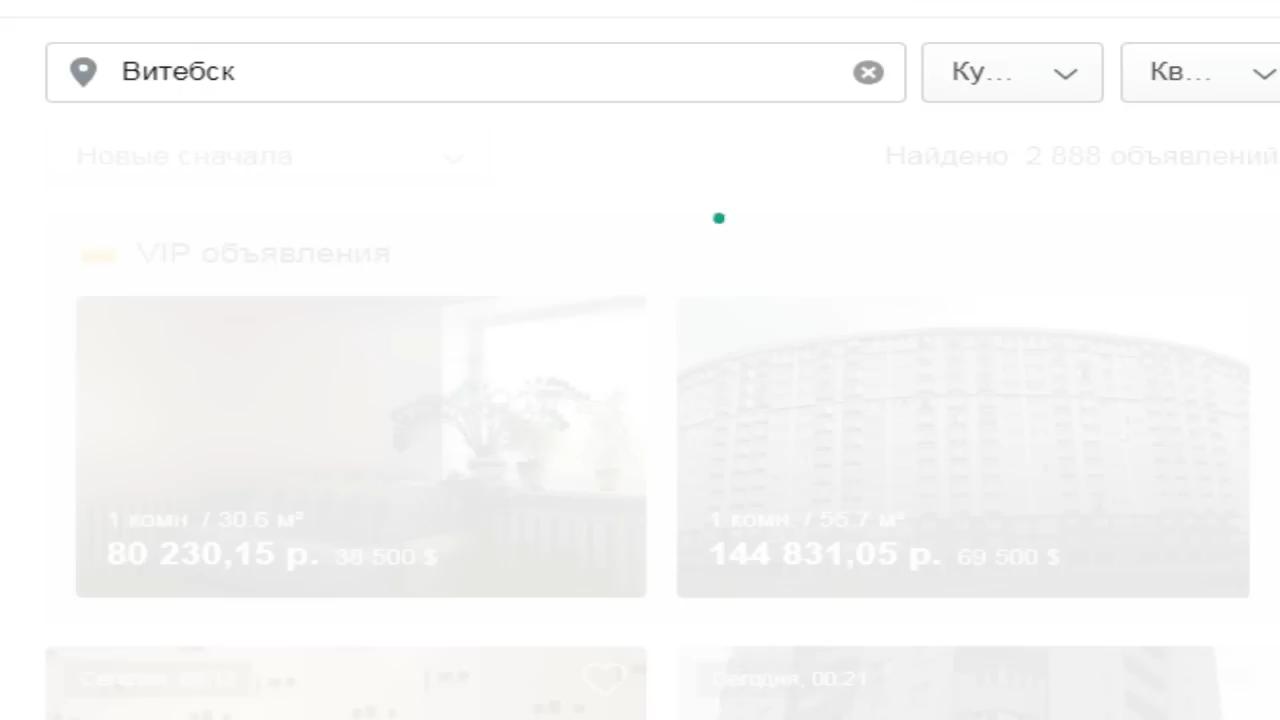 Витебск
Ку...
Кв...
Новые сначала
Найдено 2 888 объявлений
VIP объявления
1 комн. / 30.6 м²
80 230,15 р. 38 500 $
1 комн. / 55.7 м²
144 831,05 р. 69 500 $
Сегодня, 00:21